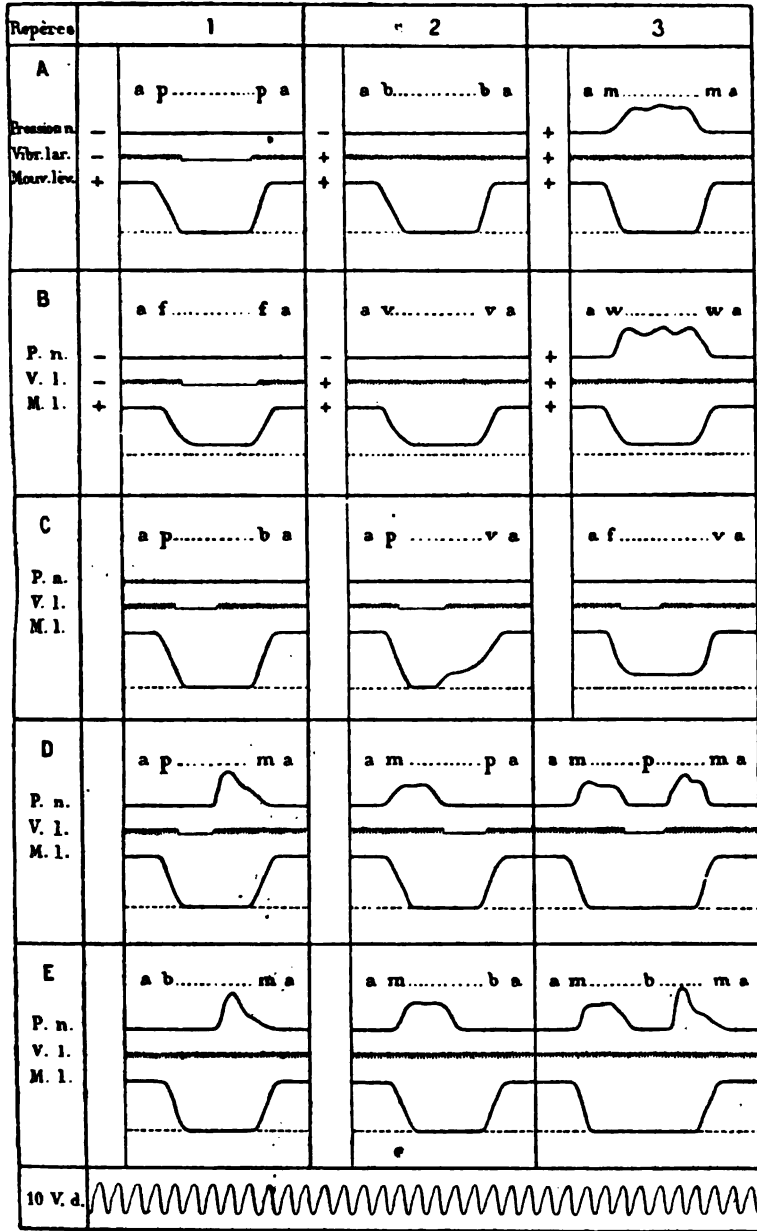 Repères 1 2 3
A
a p..............p a a b..............b a a m..............m a
Pression n. – – +
Vibr. lar. – + +
Mouv. lèv. + + +
B
a f............f a a v............v a a w............w a
P. n. – – +
V. l. – + +
M. l. + + +
C
a p..............b a a p ............v a a f..............v a
P. n.
V. l.
M. l.
D
a p..............m a a m............p a a m........p........m a
P. n.
V. l.
M. l.
E
a b..............m a a m............b a a m........b........m a
P. n.
V. l.
M. l.
10 V. d.